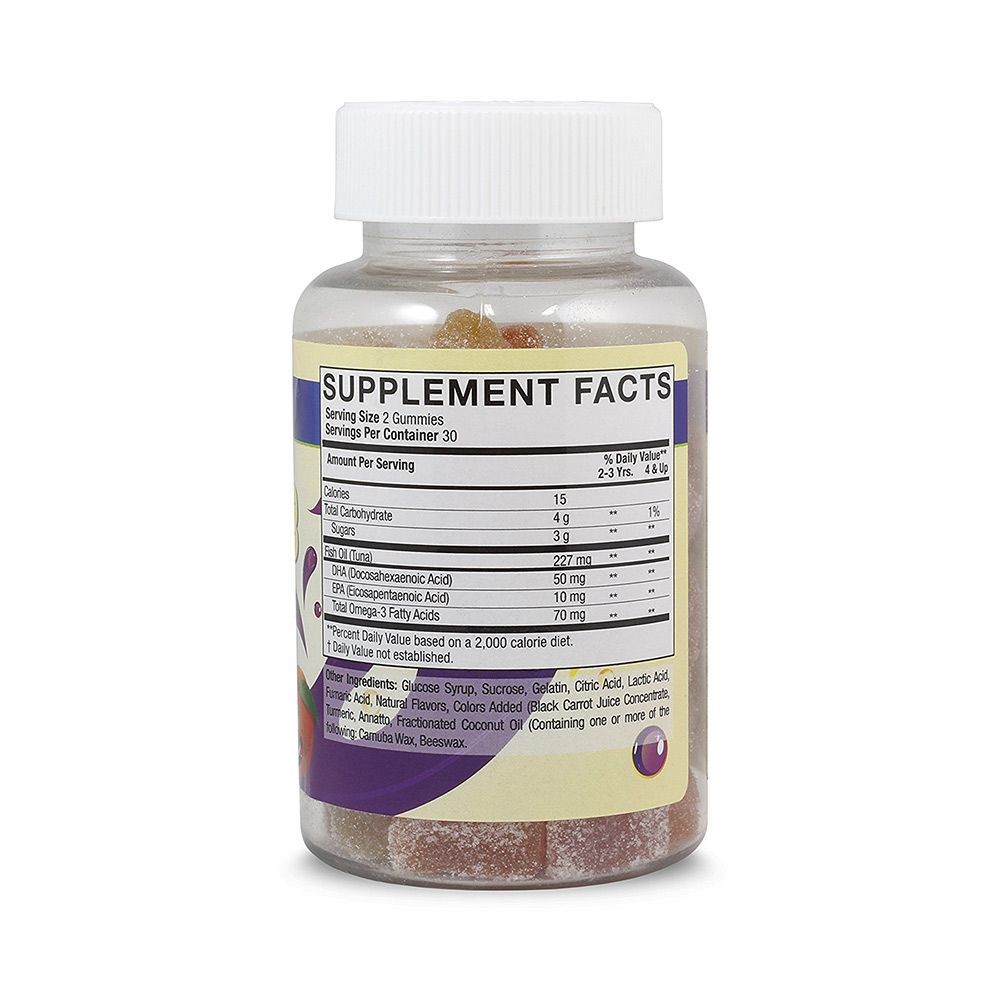 SUPPLEMENT FACTS
Serving Size 2 Gummies
Servings Per Container 30
Amount Per Serving % Daily Value**
2-3 Yrs. 4 & Up
Calories 15
Total Carbohydrate 4 g ** 1%
Sugars 3 g ** **
Fish Oil (Tuna) 227 mg ** **
DHA (Docosahexaenoic Acid) 50 mg ** **
EPA (Eicosapentaenoic Acid) 10 mg ** **
Total Omega-3 Fatty Acids 70 mg ** **
**Percent Daily Value based on a 2,000 calorie diet.
† Daily Value not established.
Other Ingredients: Glucose Syrup, Sucrose, Gelatin, Citric Acid, Lactic Acid,
Fumaric Acid, Natural Flavors, Colors Added (Black Carrot Juice Concentrate,
Turmeric, Annatto, Fractionated Coconut Oil (Containing one or more of the
following: Carnuba Wax, Beeswax.